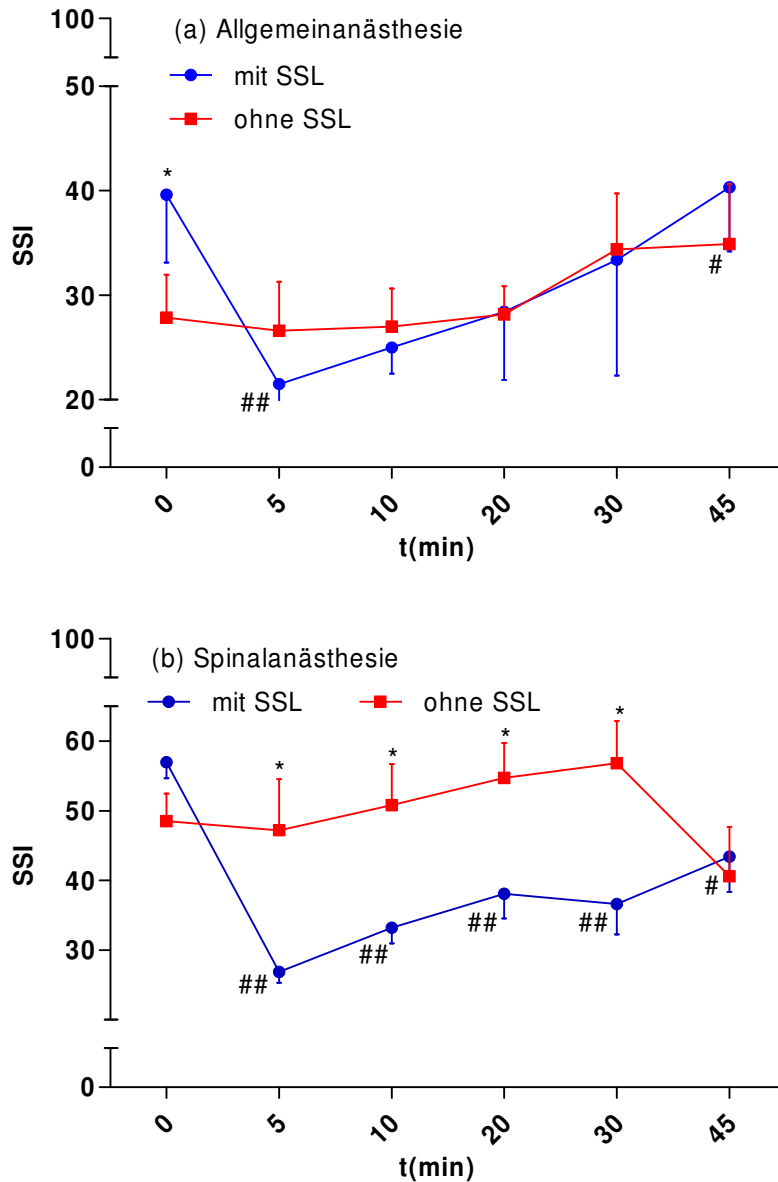 100
(a) Allgemeinanästhesie
mit SSL
50
ohne SSL
*
40
SSI
30
#
20
##
0
0 5 10 20 30 45
t(min)
100
(b) Spinalanästhesie
mit SSL ohne SSL
60
* * * *
50
SSI
40
#
## ##
##
30
##
0
0 5 10 20 30 45
t(min)